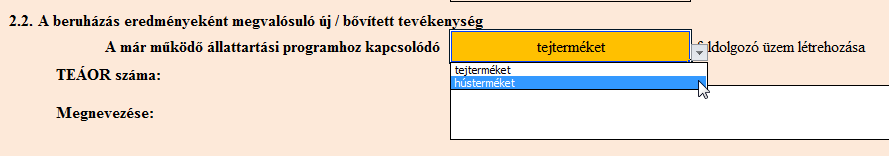 2.2. A beruházás eredményeként megvalósuló új / bővített tevékenység
A már működő állattartási programhoz kapcsolódó tejterméket feldolgozó üzem létrehozása
TEÁOR száma:
tejterméket
hústerméket
Megnevezése: